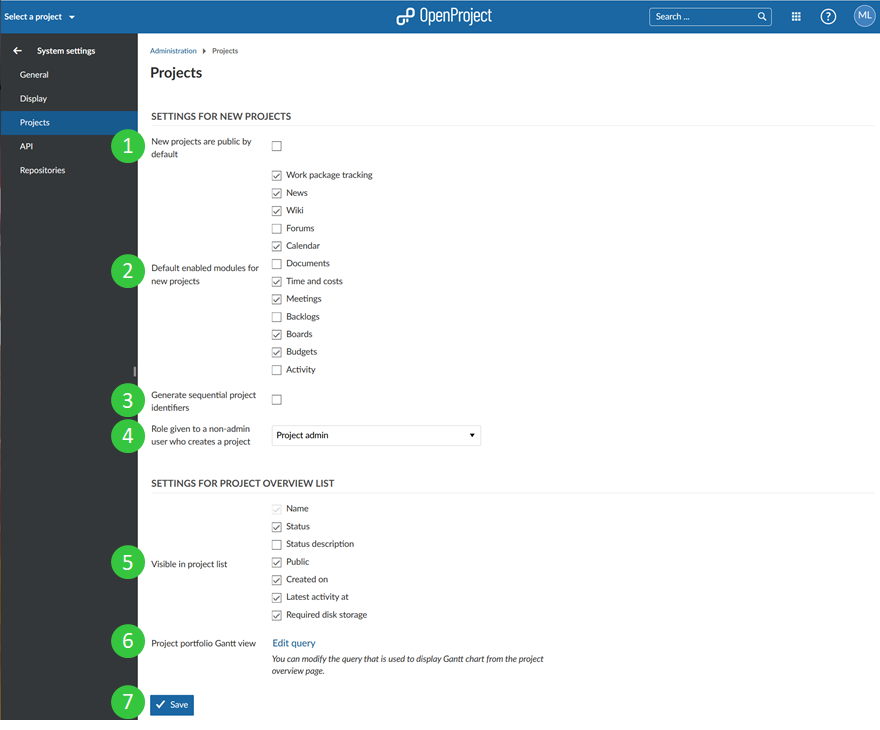 Select a project
OpenProject
Search ...
?
ML
System settings
General
Display
Projects
API
Repositories
Administration
Projects
Projects
SETTINGS FOR NEW PROJECTS
1
New projects are public by
default
Work package tracking
News
Wiki
Forums
Calendar
Documents
2
Default enabled modules for
new projects
Time and costs
Meetings
Backlogs
Boards
Budgets
Activity
3
Generate sequential project
identifiers
4
Role given to a non-admin
user who creates a project
Project admin
SETTINGS FOR PROJECT OVERVIEW LIST
Name
Status
Status description
5
Visible in project list
Public
Created on
Latest activity at
Required disk storage
6
Project portfolio Gantt view
Edit query
You can modify the query that is used to display Gantt chart from the project
overview page.
7
Save